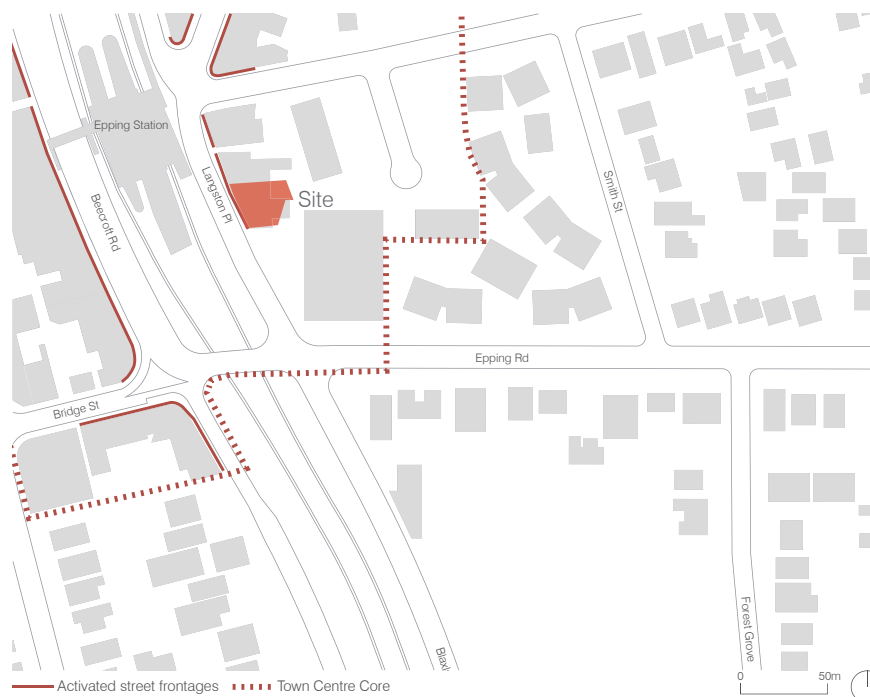 Epping Station
Langston Pl
Site
Beecroft Rd
Smith St
Epping Rd
Bridge St
Forest Grove
0
50m
Activated street frontages
Town Centre Core